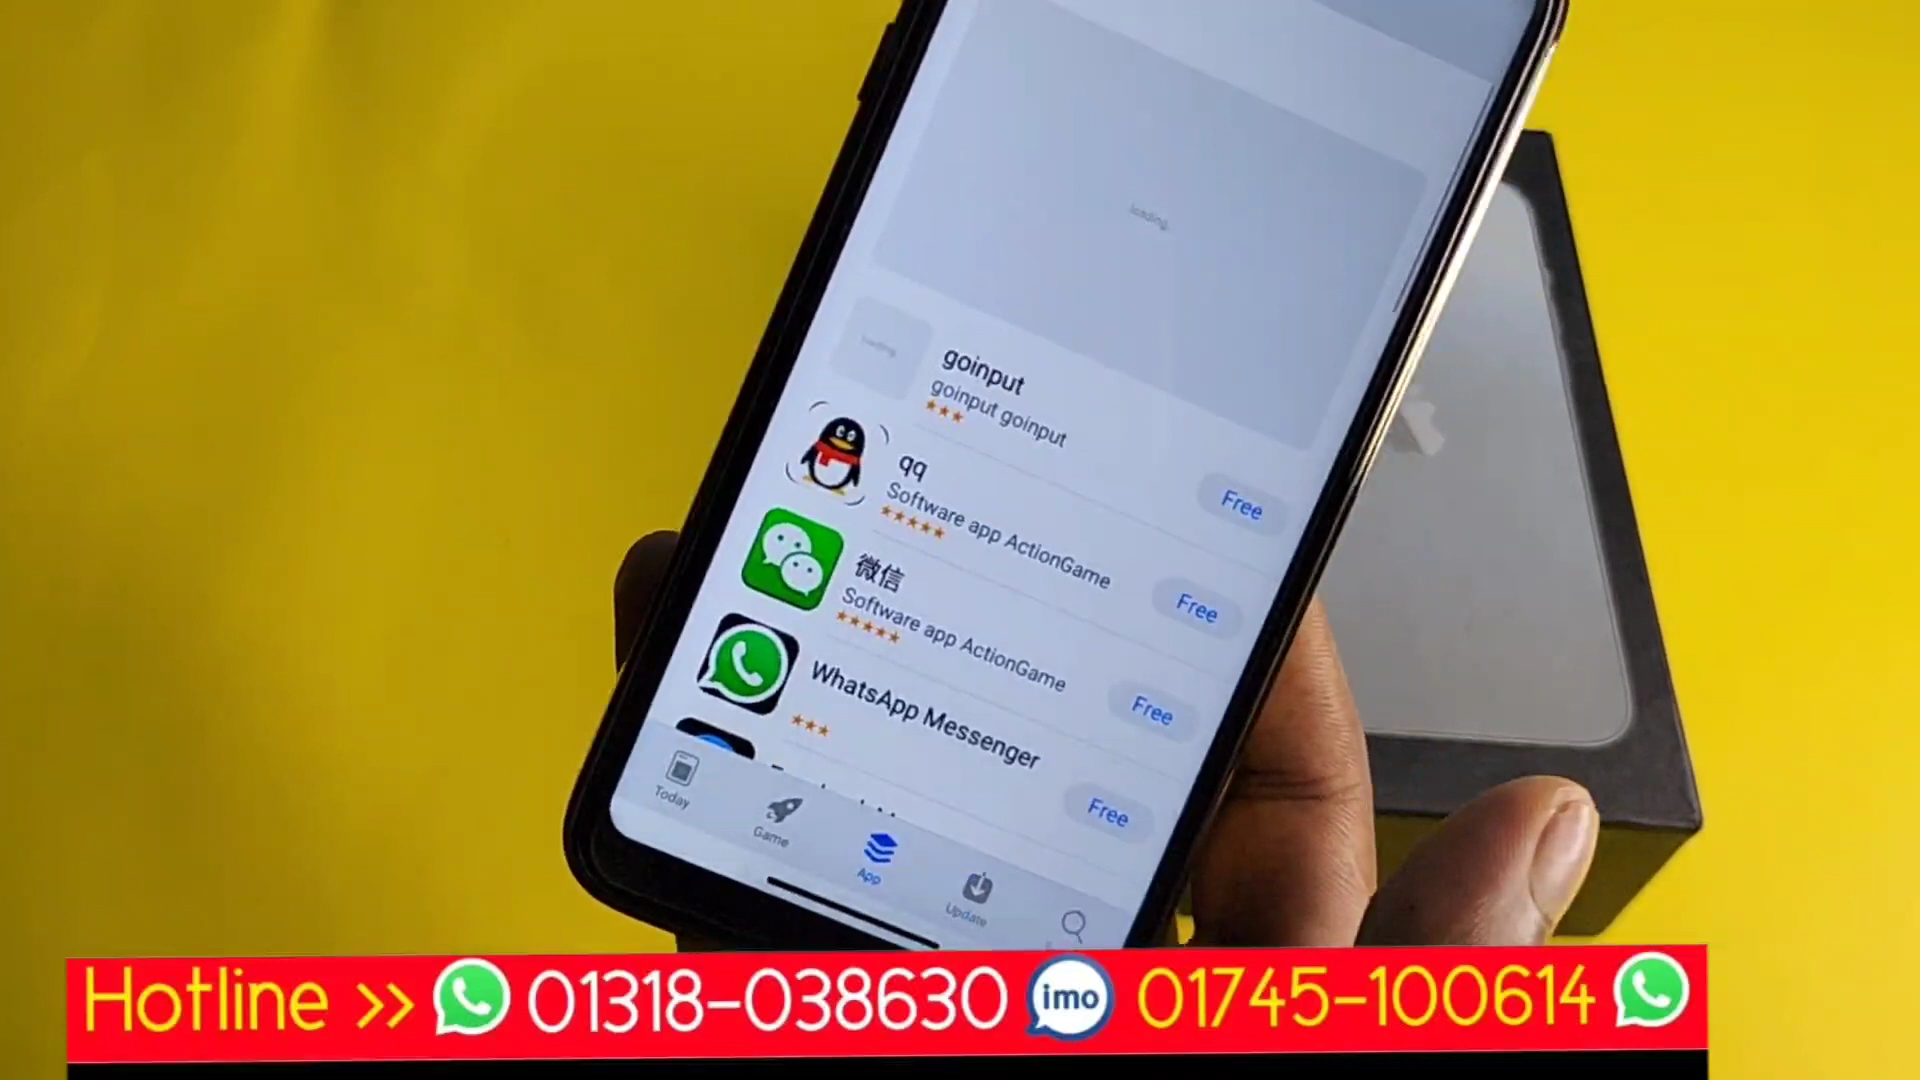 loading..
Loading..
goinput
goinput goinput
qq
Software app ActionGame
Free
微信
Software app ActionGame
Free
WhatsApp Messenger
Free
Free
Today
Game
App
Update
Hotline >> 01318-038630 imo 01745-100614